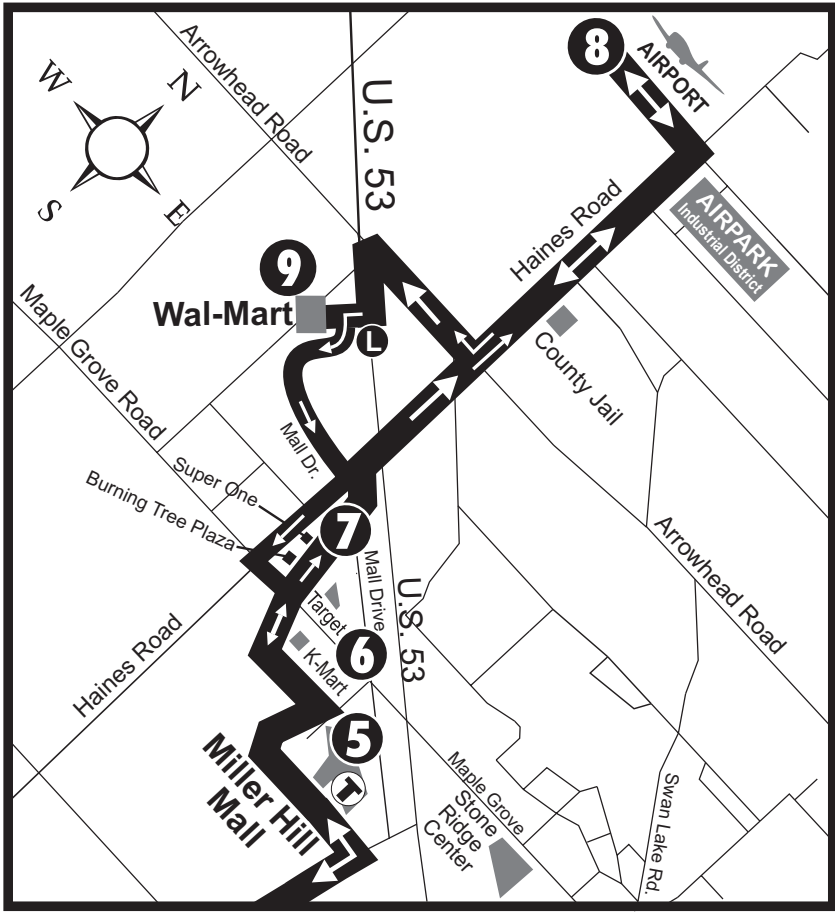 W
N
S
E
Arrowhead Road
U.S. 53
8
AIRPORT
AIRPARK
Industrial District
Haines Road
9
Wal-Mart
L
County Jail
Maple Grove Road
Mall Dr.
Super One
Burning Tree Plaza
7
Mall Drive
U.S. 53
Arrowhead Road
Target
6
K-Mart
Haines Road
5
T
Miller Hill
Mall
Maple Grove
Stone
Ridge
Center
Swan Lake Rd.